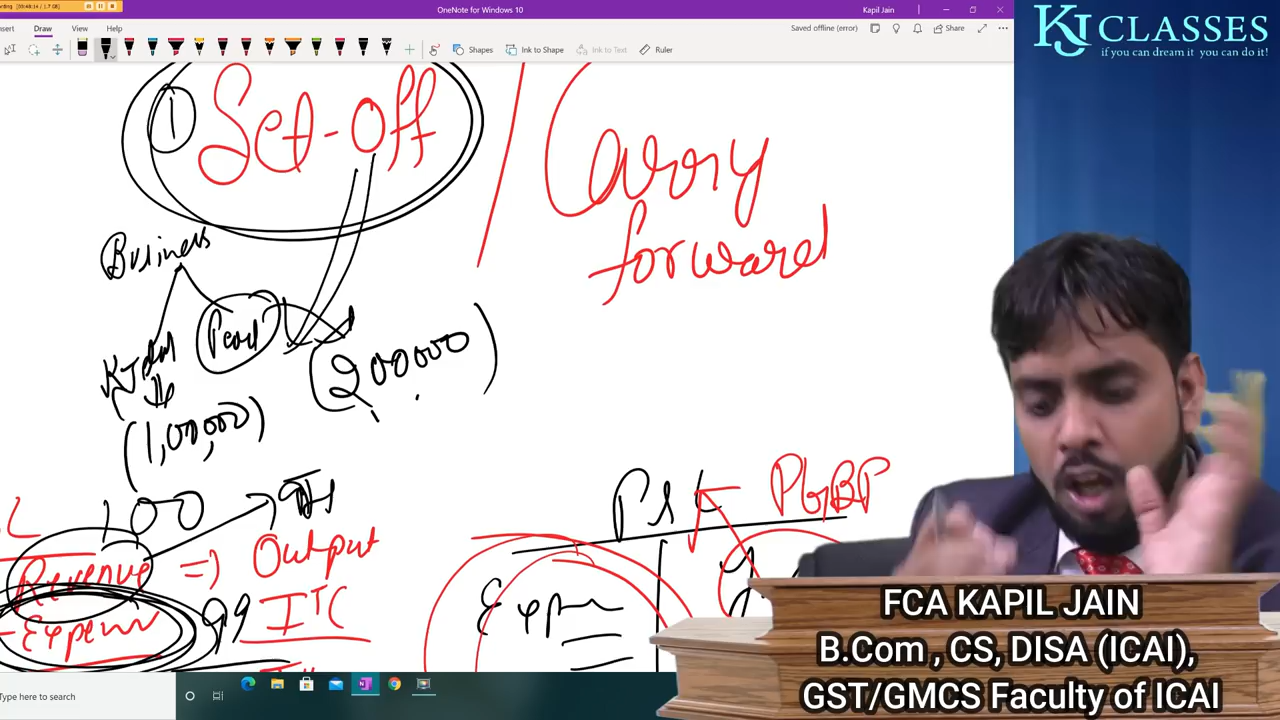 OneNote for Windows 10
Kapil Jain
Insert Draw View Help
Saved offline (error)
Share
Shapes
Ink to Shape
Ink to Text
Ruler
KJ CLASSES
if you can dream it you can do it!
① Set-Off / Carry
forward
Business
(2,00,000)
(1,00,000)
100
P&L
PGBP
Revenue => Output
Expense 99 ITC
Type here to search
FCA KAPIL JAIN
B.Com , CS, DISA (ICAI),
GST/GMCS Faculty of ICAI